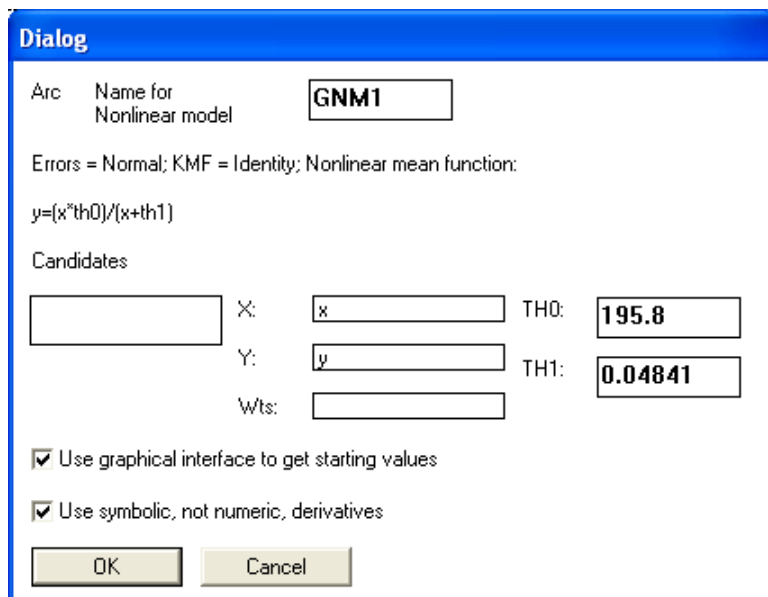 Dialog
Arc Name for GNM1
Nonlinear model
Errors = Normal; KMF = Identity; Nonlinear mean function:
y=(x*th0)/(x+th1)
Candidates
X: x TH0: 195.8
Y: y TH1: 0.04841
Wts:
Use graphical interface to get starting values
Use symbolic, not numeric, derivatives
OK Cancel